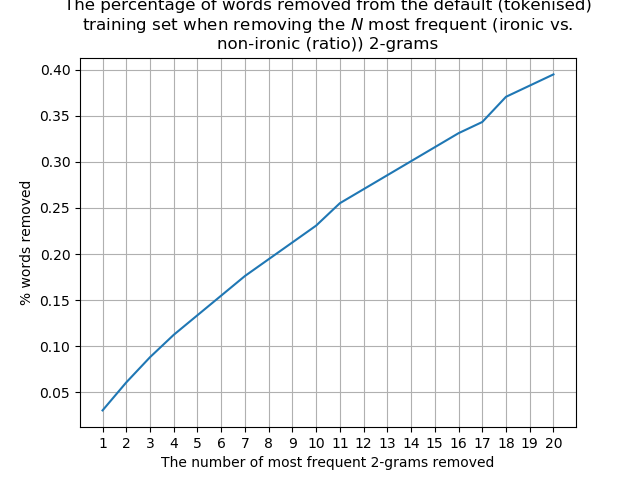 The percentage of words removed from the default (tokenised)
training set when removing the N most frequent (ironic vs.
non-ironic (ratio)) 2-grams
0.40
0.35
0.30
0.25
0.20
0.15
0.10
0.05
% words removed
1 2 3 4 5 6 7 8 9 10 11 12 13 14 15 16 17 18 19 20
The number of most frequent 2-grams removed